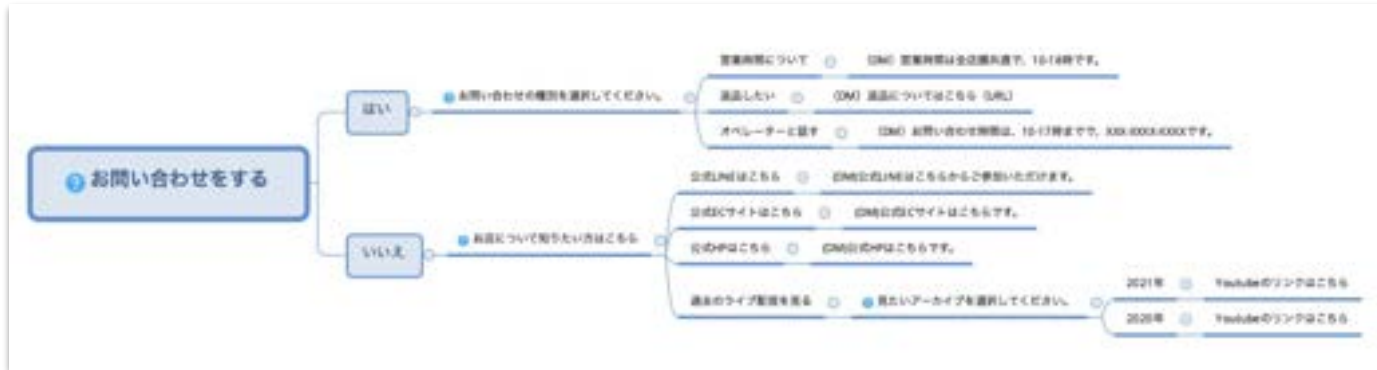 お問い合わせをする
はい
お問い合わせの種別を選択してください。
営業時間について
(DM) 営業時間は全店舗共通で、10-18時です。
返品したい
(DM) 返品についてはこちら (URL)
オペレーターと話す
(DM) お問い合わせ時間は、10-17時までで、XXX-XXXX-XXXXです。
いいえ
お店について知りたい方はこちら
公式LINEはこちら
(DM)公式LINEはこちらからご参加いただけます。
公式ECサイトはこちら
(DM)公式ECサイトはこちらです。
公式HPはこちら
(DM)公式HPはこちらです。
過去のライブ配信を見る
見たいアーカイブを選択してください。
2021年
Youtubeのリンクはこちら
2020年
Youtubeのリンクはこちら